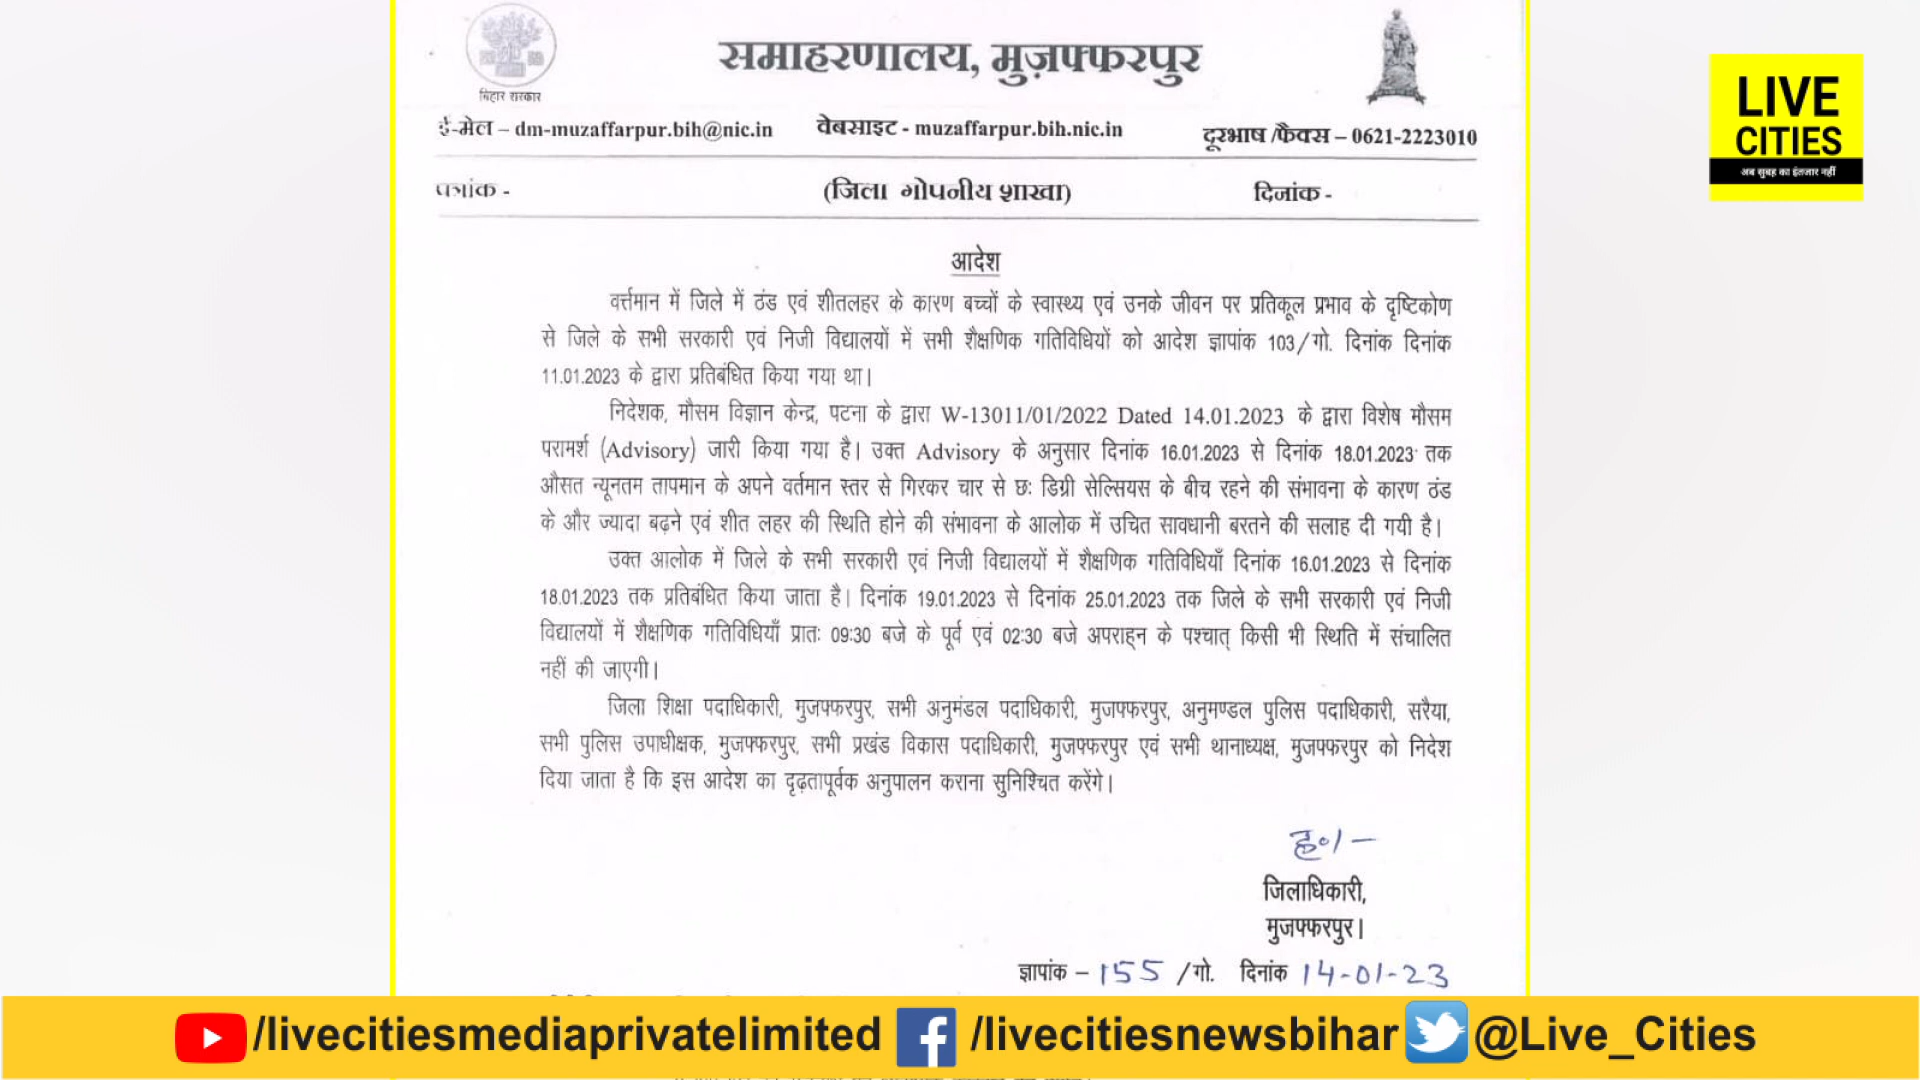 समाहरणालय, मुज़फ्फरपुर
बिहार सरकार
ई-मेल – dm-muzaffarpur.bih@nic.in वेबसाइट - muzaffarpur.bih.nic.in दूरभाष /फैक्स – 0621-2223010
पत्रांक - (जिला गोपनीय शाखा) दिनांक -
LIVE
CITIES
अब सुबह का इंतजार नहीं
आदेश
वर्त्तमान में जिले में ठंड एवं शीतलहर के कारण बच्चों के स्वास्थ्य एवं उनके जीवन पर प्रतिकूल प्रभाव के दृष्टिकोण
से जिले के सभी सरकारी एवं निजी विद्यालयों में सभी शैक्षणिक गतिविधियों को आदेश ज्ञापांक 103/गो. दिनांक दिनांक
11.01.2023 के द्वारा प्रतिबंधित किया गया था।
निदेशक, मौसम विज्ञान केन्द्र, पटना के द्वारा W-13011/01/2022 Dated 14.01.2023 के द्वारा विशेष मौसम
परामर्श (Advisory) जारी किया गया है। उक्त Advisory के अनुसार दिनांक 16.01.2023 से दिनांक 18.01.2023 तक
औसत न्यूनतम तापमान के अपने वर्तमान स्तर से गिरकर चार से छः डिग्री सेल्सियस के बीच रहने की संभावना के कारण ठंड
के और ज्यादा बढ़ने एवं शीत लहर की स्थिति होने की संभावना के आलोक में उचित सावधानी बरतने की सलाह दी गयी है।
उक्त आलोक में जिले के सभी सरकारी एवं निजी विद्यालयों में शैक्षणिक गतिविधियाँ दिनांक 16.01.2023 से दिनांक
18.01.2023 तक प्रतिबंधित किया जाता है। दिनांक 19.01.2023 से दिनांक 25.01.2023 तक जिले के सभी सरकारी एवं निजी
विद्यालयों में शैक्षणिक गतिविधियाँ प्रातः 09:30 बजे के पूर्व एवं 02:30 बजे अपराह्न के पश्चात् किसी भी स्थिति में संचालित
नहीं की जाएगी।
जिला शिक्षा पदाधिकारी, मुजफ्फरपुर, सभी अनुमंडल पदाधिकारी, मुजफ्फरपुर, अनुमण्डल पुलिस पदाधिकारी, सरैया,
सभी पुलिस उपाधीक्षक, मुजफ्फरपुर, सभी प्रखंड विकास पदाधिकारी, मुजफ्फरपुर एवं सभी थानाध्यक्ष, मुजफ्फरपुर को निदेश
दिया जाता है कि इस आदेश का दृढ़तापूर्वक अनुपालन कराना सुनिश्चित करेंगे।
ह०/-
जिलाधिकारी,
मुजफ्फरपुर।
ज्ञापांक – 155 /गो. दिनांक 14-01-23
/livecitiesmediaprivatelimited /livecitiesnewsbihar @Live_Cities